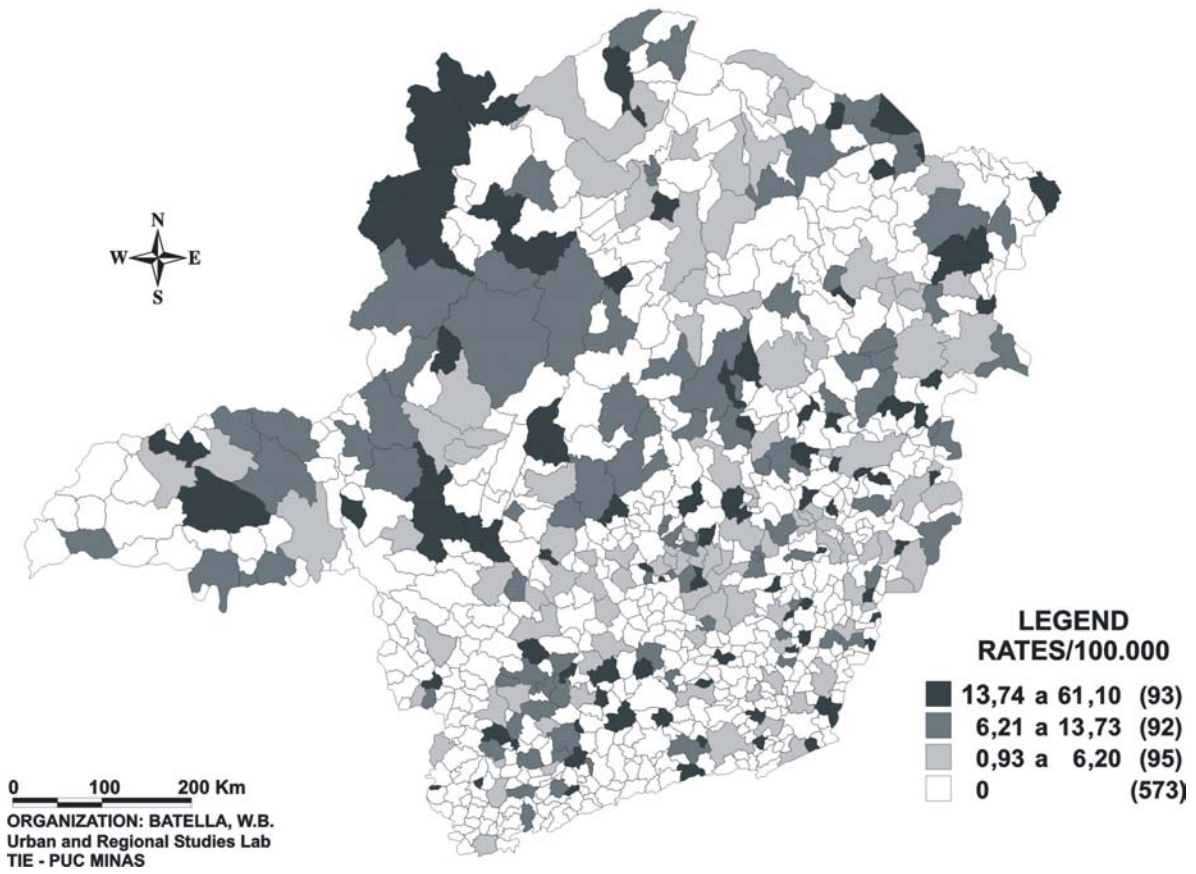 N
W E
S
LEGEND
RATES/100.000
13,74 a 61,10 (93)
6,21 a 13,73 (92)
0,93 a 6,20 (95)
0 (573)
0 100 200 Km
ORGANIZATION: BATELLA, W.B.
Urban and Regional Studies Lab
TIE - PUC MINAS